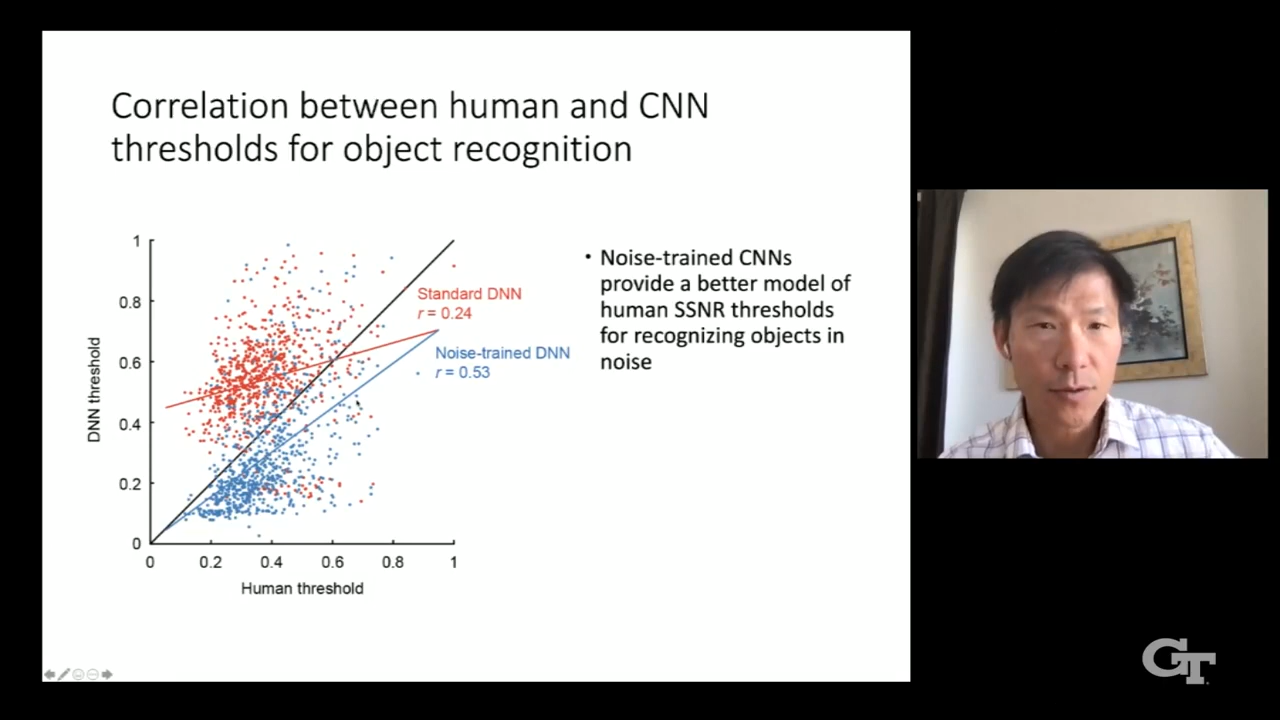 Correlation between human and CNN
thresholds for object recognition
1
0.8
0.6
0.4
0.2
0
DNN threshold
Standard DNN
r = 0.24
Noise-trained DNN
r = 0.53
0
0.2
0.4
0.6
0.8
1
Human threshold
• Noise-trained CNNs
provide a better model of
human SSNR thresholds
for recognizing objects in
noise
GT